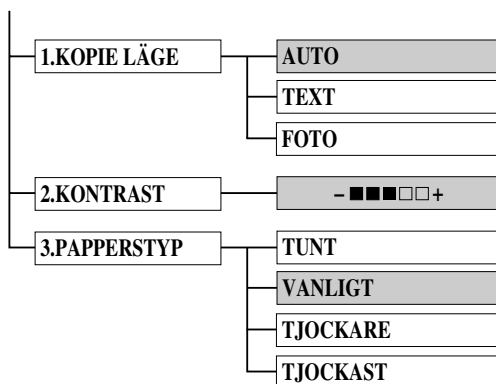 1.KOPIE LÄGE
AUTO
TEXT
FOTO
2.KONTRAST
– ■■■□□ +
3.PAPPERSTYP
TUNT
VANLIGT
TJOCKARE
TJOCKAST